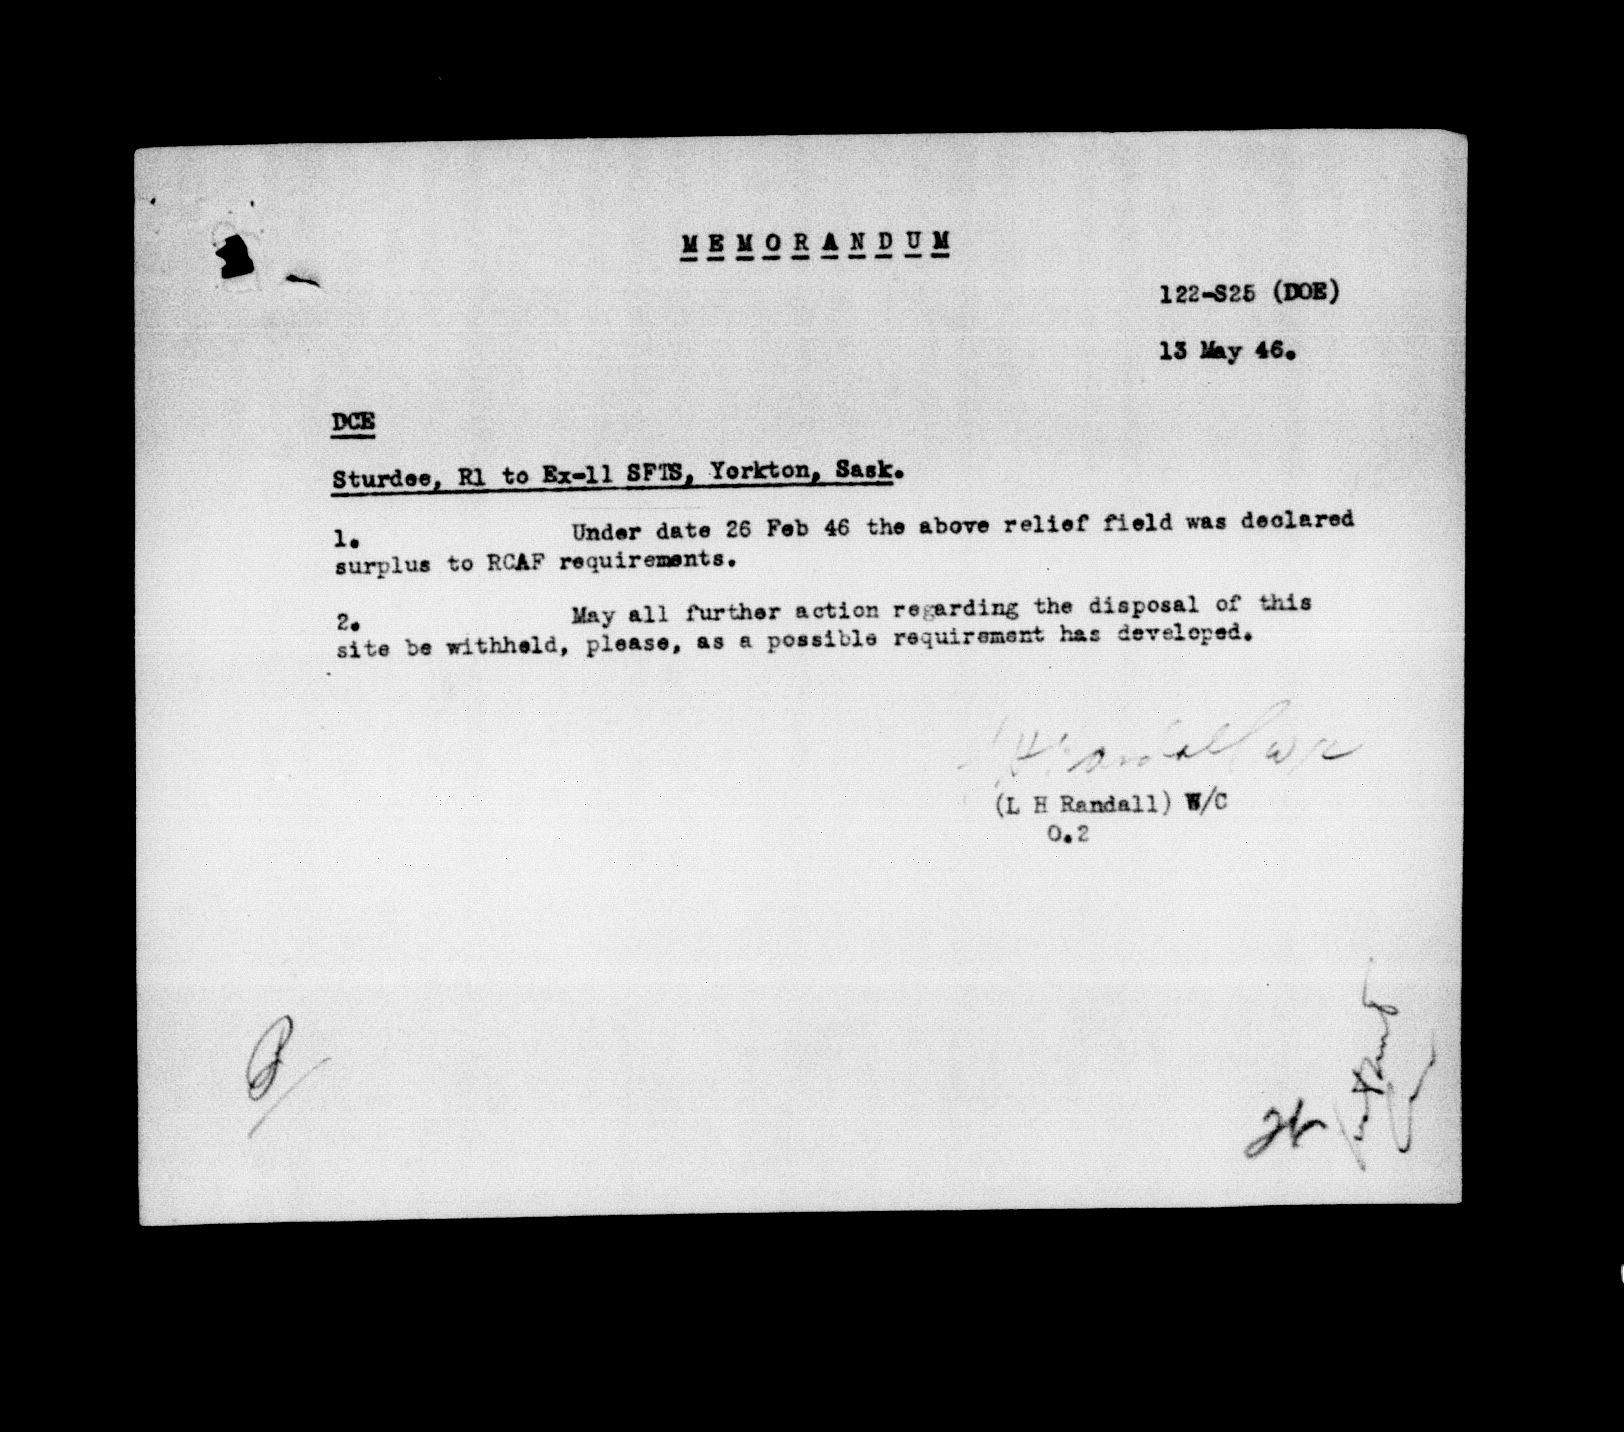 MEMORANDUM
122-S25 (DOE)
13 May 46.
DCE
Sturdee, R1 to Ex-11 SFTS, Yorkton, Sask.
1. Under date 26 Feb 46 the above relief field was declared
surplus to RCAF requirements.
2. May all further action regarding the disposal of this
site be withheld, please, as a possible requirement has developed.
LH Randall W/C
(L H Randall) W/C
O.2